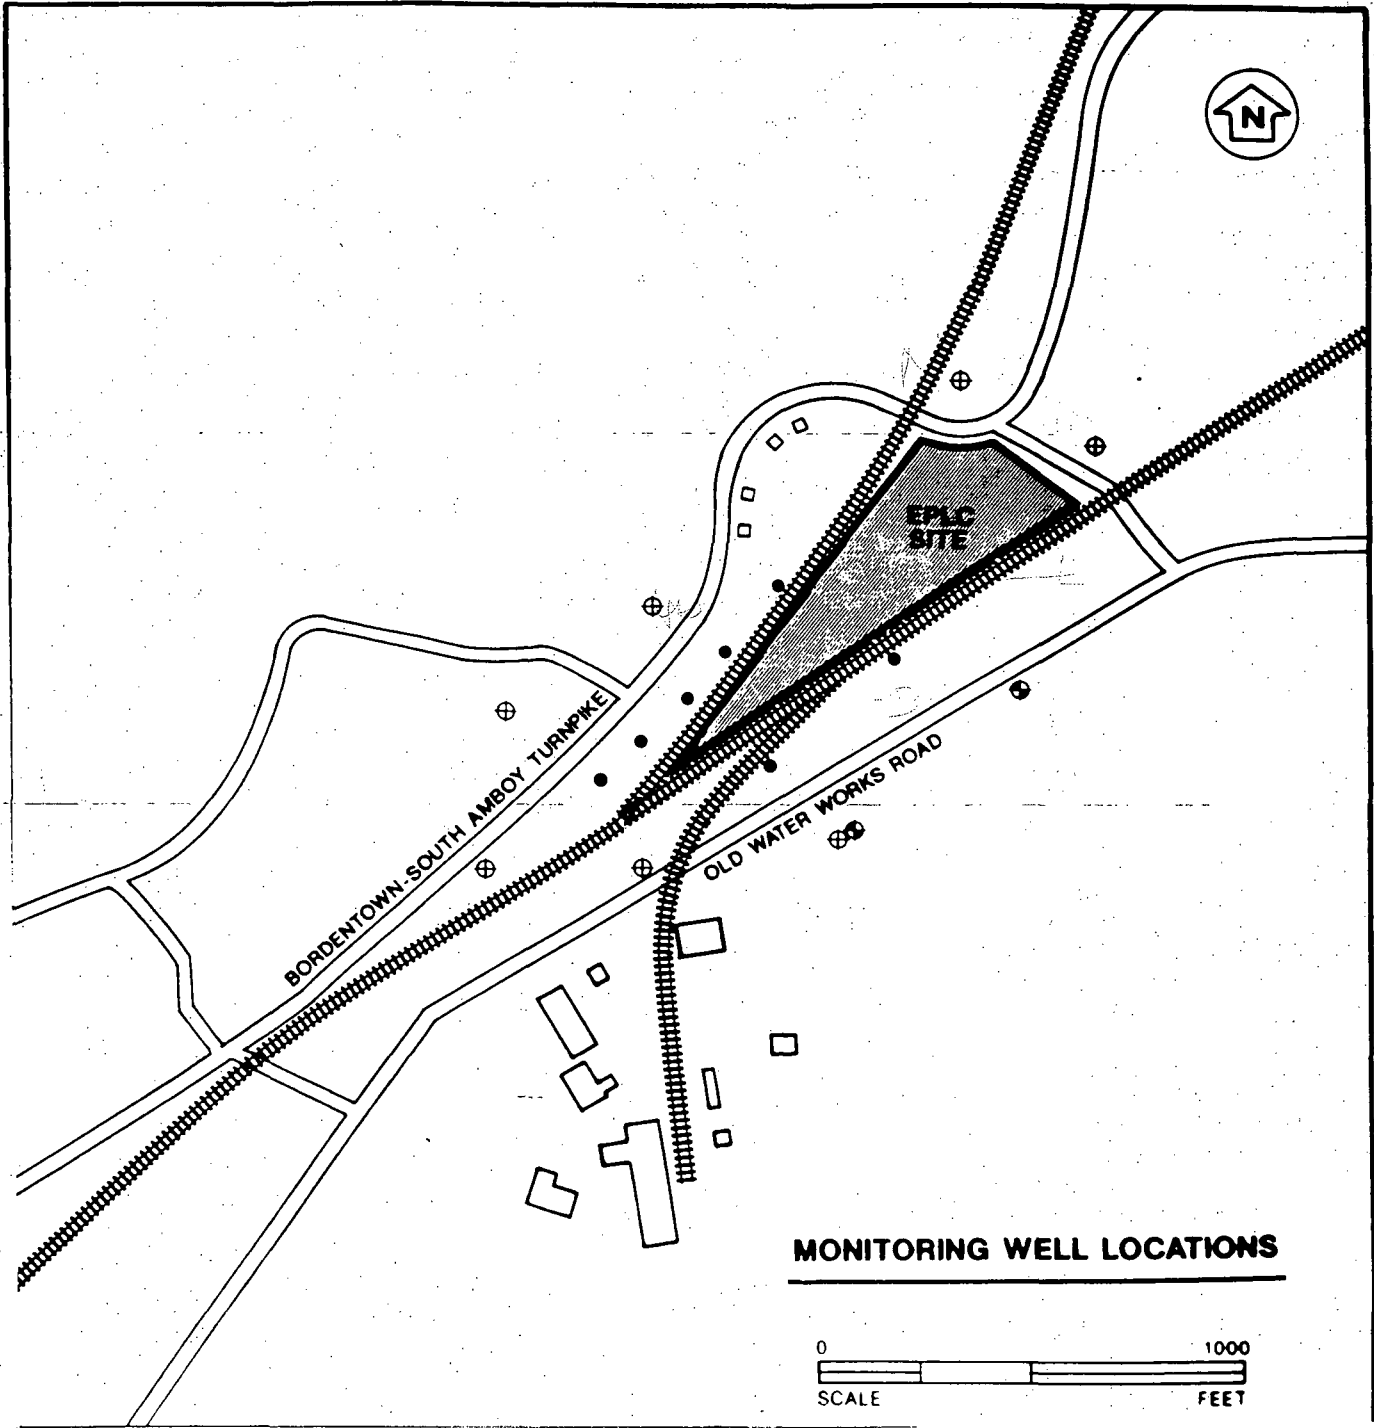 N
EPLC
SITE
BORDENTOWN-SOUTH AMBOY TURNPIKE
OLD WATER WORKS ROAD
MONITORING WELL LOCATIONS
0 1000
SCALE FEET